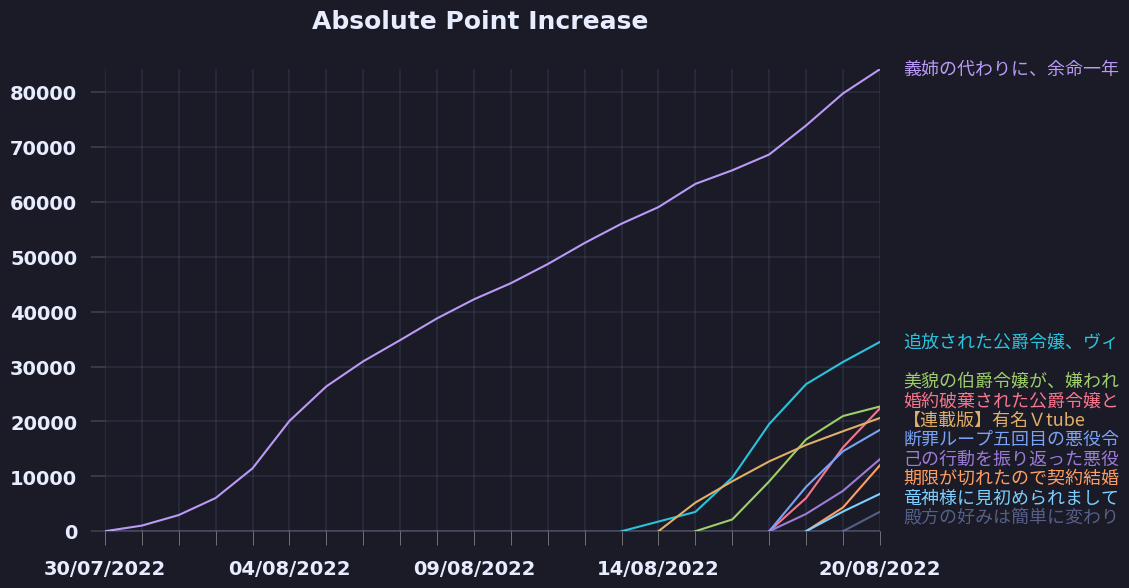 Absolute Point Increase
義姉の代わりに、余命一年
80000
70000
60000
50000
40000
追放された公爵令嬢、ヴィ
30000
美貌の伯爵令嬢が、嫌われ
婚約破棄された公爵令嬢と
20000
【連載版】有名Ｖtube
断罪ループ五回目の悪役令
己の行動を振り返った悪役
10000
期限が切れたので契約結婚
竜神様に見初められまして
殿方の好みは簡単に変わり
0
30/07/2022
04/08/2022
09/08/2022
14/08/2022
20/08/2022